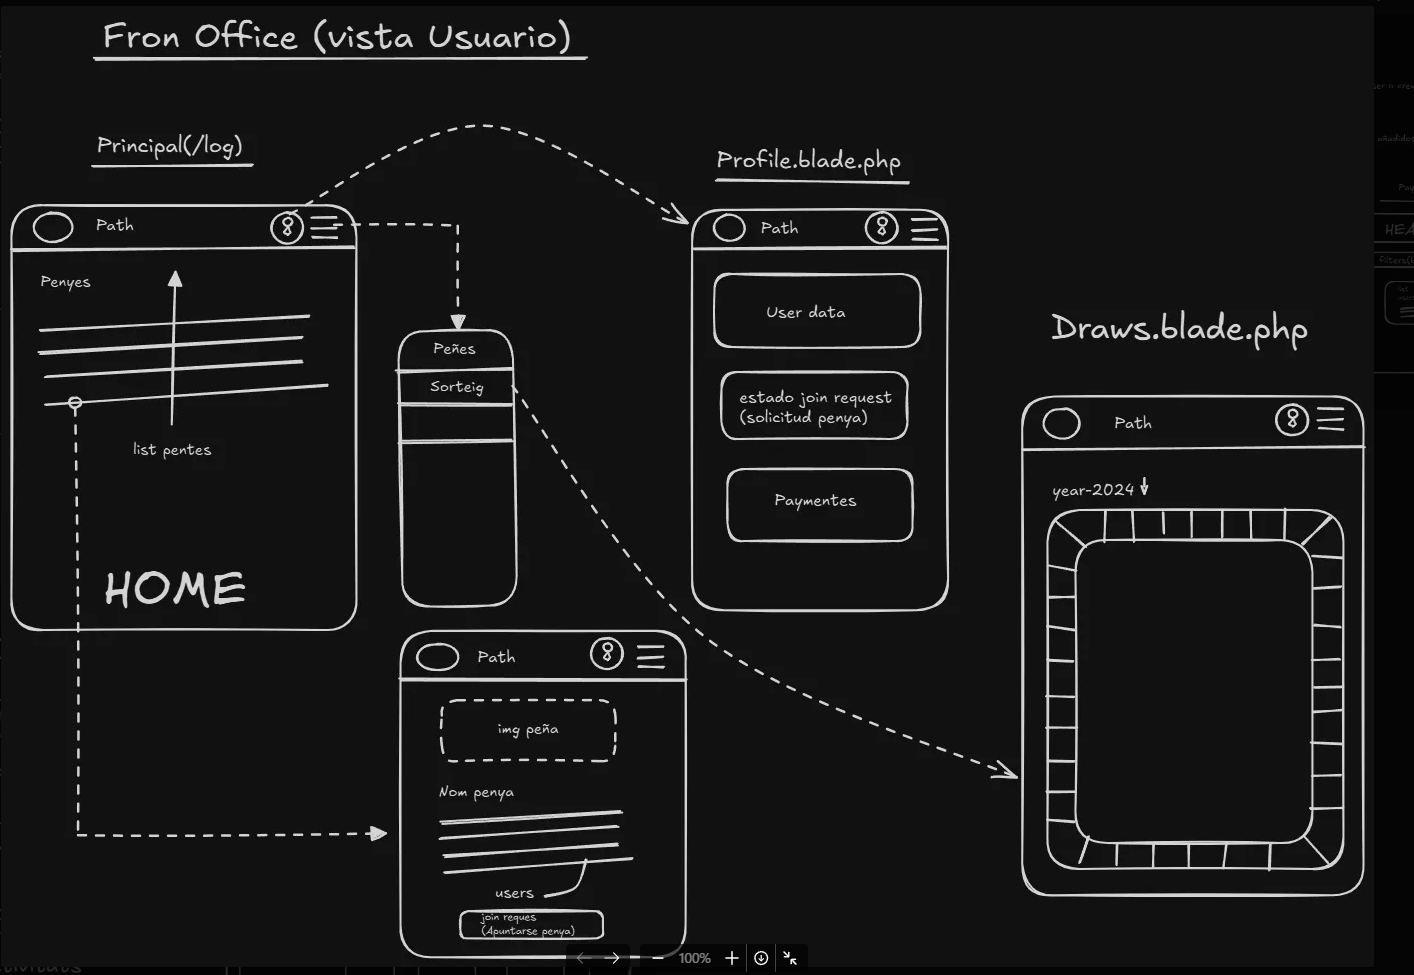 Fron Office (vista Usuario)
Principal(/log)
Path
Penyes
list pentes
HOME
Peñes
Sorteig
Profile.blade.php
Path
User data
estado join request
(solicitud penya)
Paymentes
Path
img peña
Nom penya
users
join reques
(Apuntarse penya)
Draws.blade.php
Path
year-2024
HEA
filters(b
100%